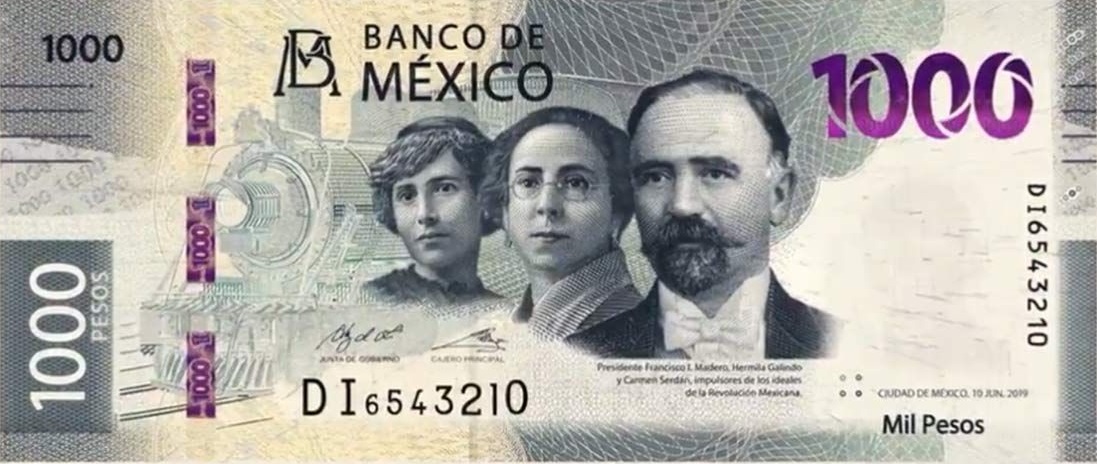 1000
BANCO DE
MÉXICO
1000
1000
1000
1000
1000
PESOS
DI6543210
JUNTA DE GOBIERNO
CAJERO PRINCIPAL
DI6543210
Presidente Francisco I. Madero, Hermila Galindo
y Carmen Serdán, impulsores de los ideales
de la Revolución Mexicana.
CIUDAD DE MÉXICO, 10 JUN. 2019
Mil Pesos